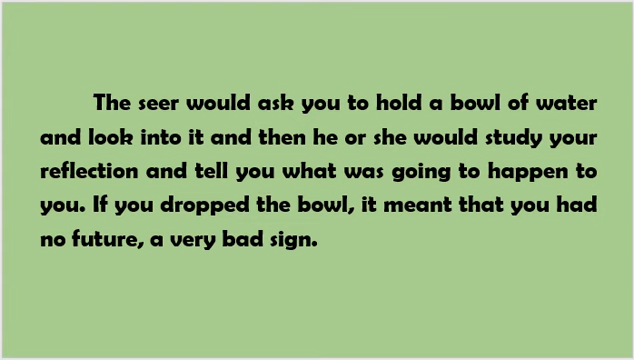 The seer would ask you to hold a bowl of water
and look into it and then he or she would study your
reflection and tell you what was going to happen to
you. If you dropped the bowl, it meant that you had
no future, a very bad sign.